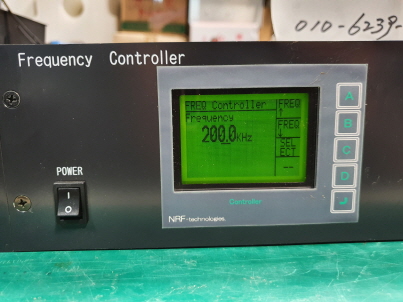 010-6239-
Frequency Controller
FREQ Controller
FREQ
Frequency
FREQ
200.0KHz
SEL
ECT
--
A
B
C
D
POWER
I
O
Controller
NRF-technologies.